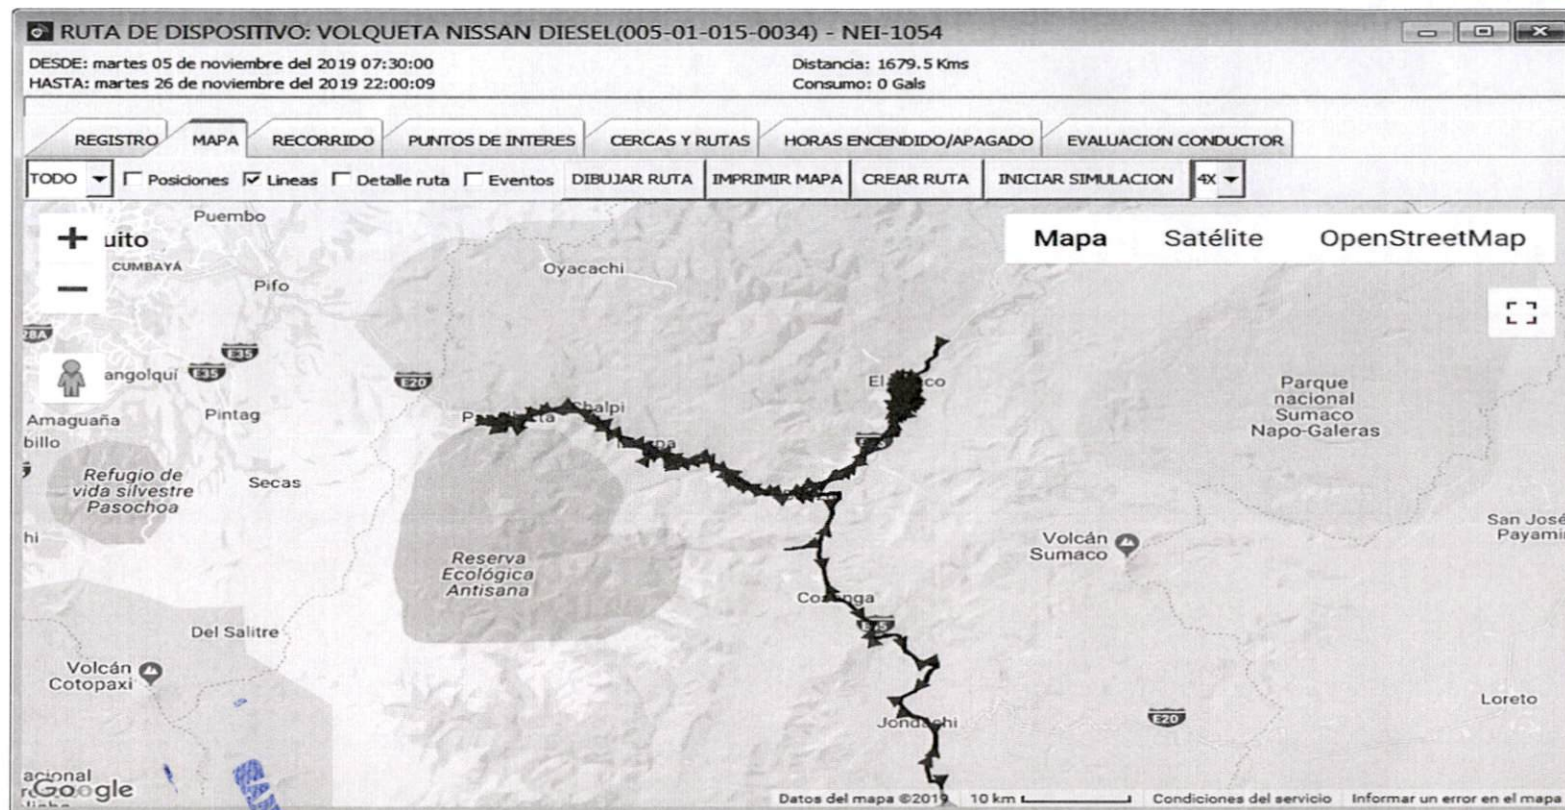 RUTA DE DISPOSITIVO: VOLQUETA NISSAN DIESEL(005-01-015-0034) - NEI-1054
DESDE: martes 05 de noviembre del 2019 07:30:00 Distancia: 1679.5 Kms
HASTA: martes 26 de noviembre del 2019 22:00:09 Consumo: 0 Gals
REGISTRO MAPA RECORRIDO PUNTOS DE INTERES CERCAS Y RUTAS HORAS ENCENDIDO/APAGADO EVALUACION CONDUCTOR
TODO Posiciones Lineas Detalle ruta Eventos DIBUJAR RUTA IMPRIMIR MAPA CREAR RUTA INICIAR SIMULACION 4X
Puembo
uito
Mapa Satélite OpenStreetMap
CUMBAYÁ
Oyacachi
Pifo
28A
E35
angolquí
E35
E20
Parque
nacional
Sumaco
Napo-Galeras
Pintag
Amaguaña
billo
Refugio de
vida silvestre
Pasochoa
Secas
hi
San José
Payami
Volcán
Sumaco
Reserva
Ecológica
Antisana
Del Salitre
Volcán
Cotopaxi
Loreto
E20
acional
Google
Datos del mapa ©2019 10 km Condiciones del servicio Informar un error en el mapa